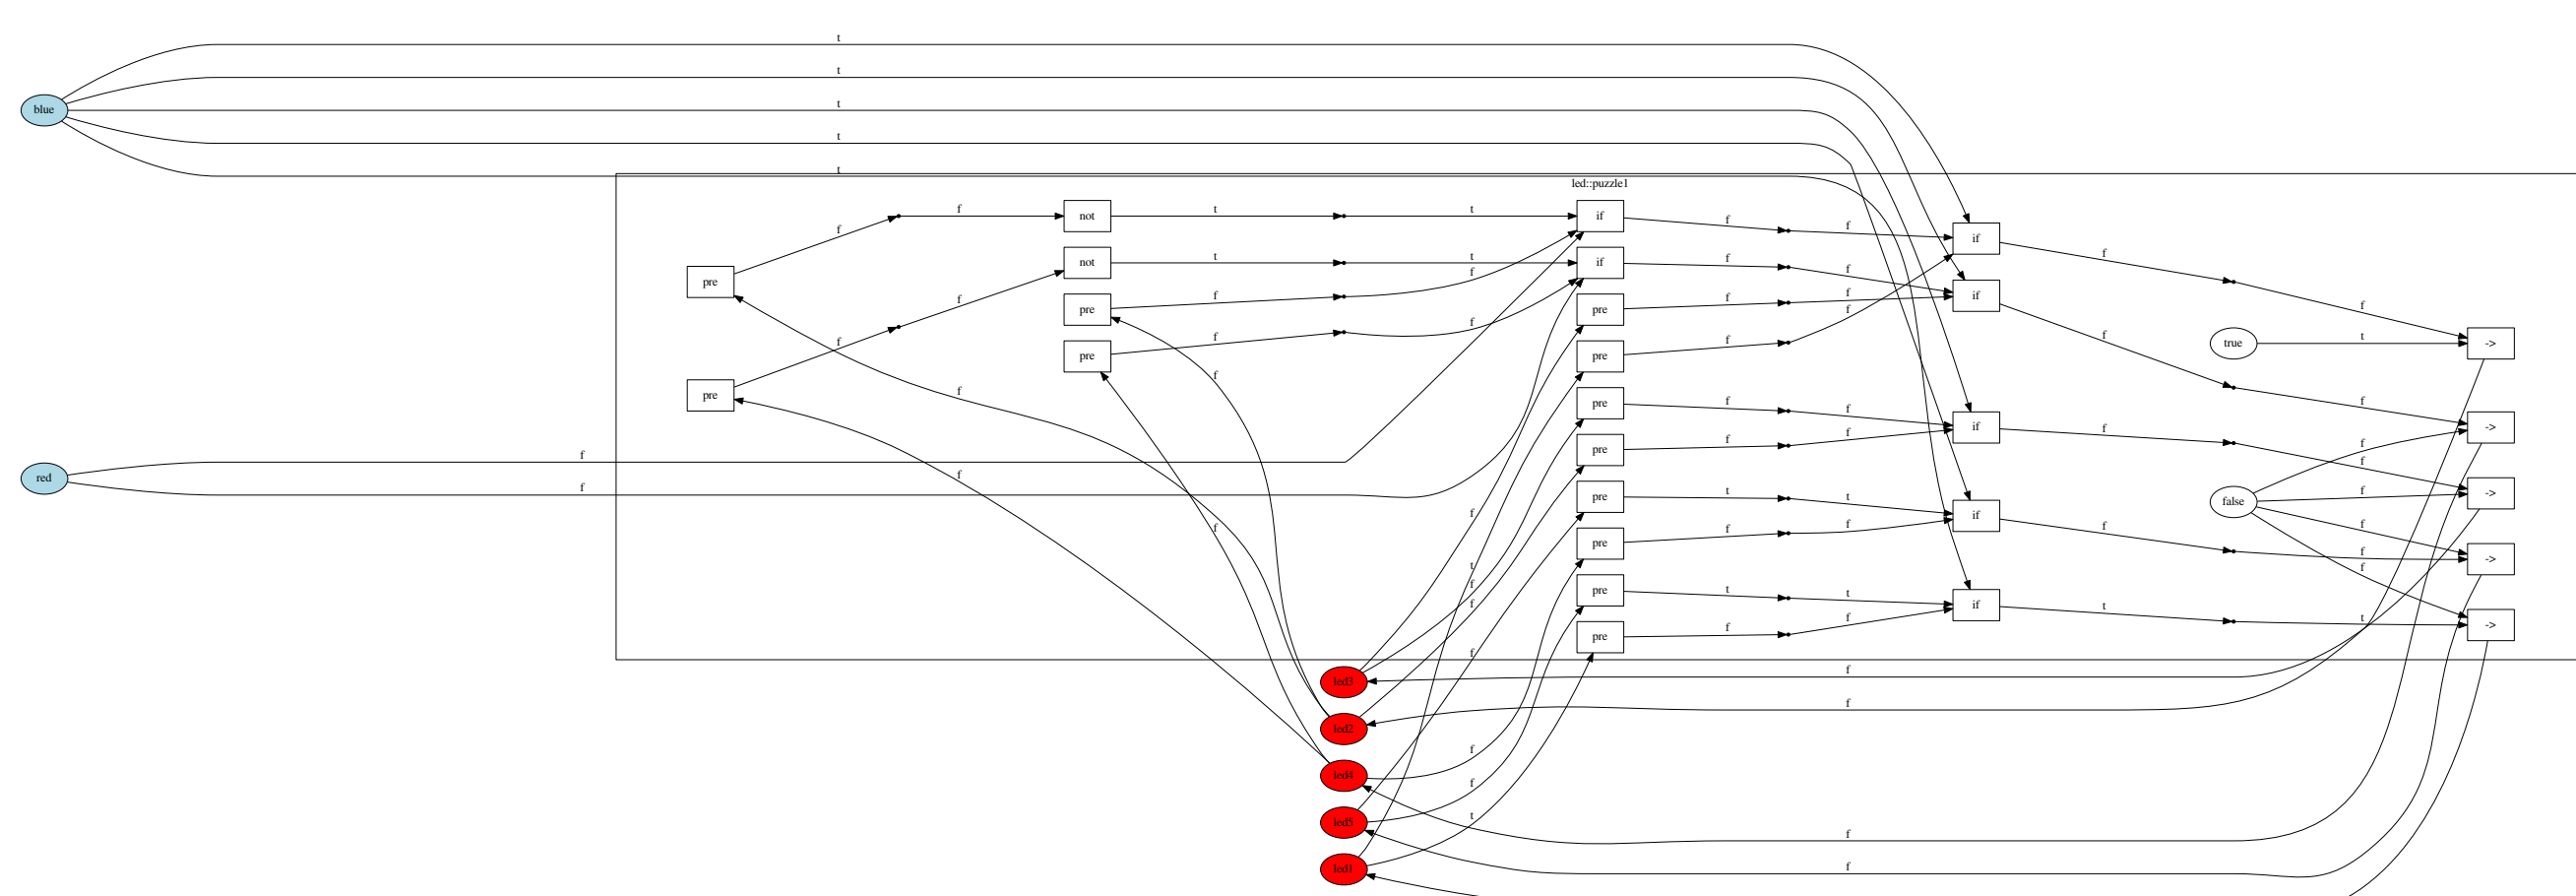 t
t
blue
t
t
t
led::puzzle1
f
f
not
t
t
if
f
f
if
f
pre
f
not
t
t
f
if
f
f
if
f
f
pre
f
pre
f
f
f
true
t
->
f
pre
f
f
pre
f
f
pre
f
f
pre
f
f
if
f
f
->
red
f
f
f
pre
f
f
f
f
f
pre
t
t
if
f
false
f
->
f
f
pre
f
f
f
f
->
t
f
f
pre
t
t
if
t
f
t
->
pre
f
f
f
led3
f
led2
f
f
led4
f
led5
t
f
led1
f